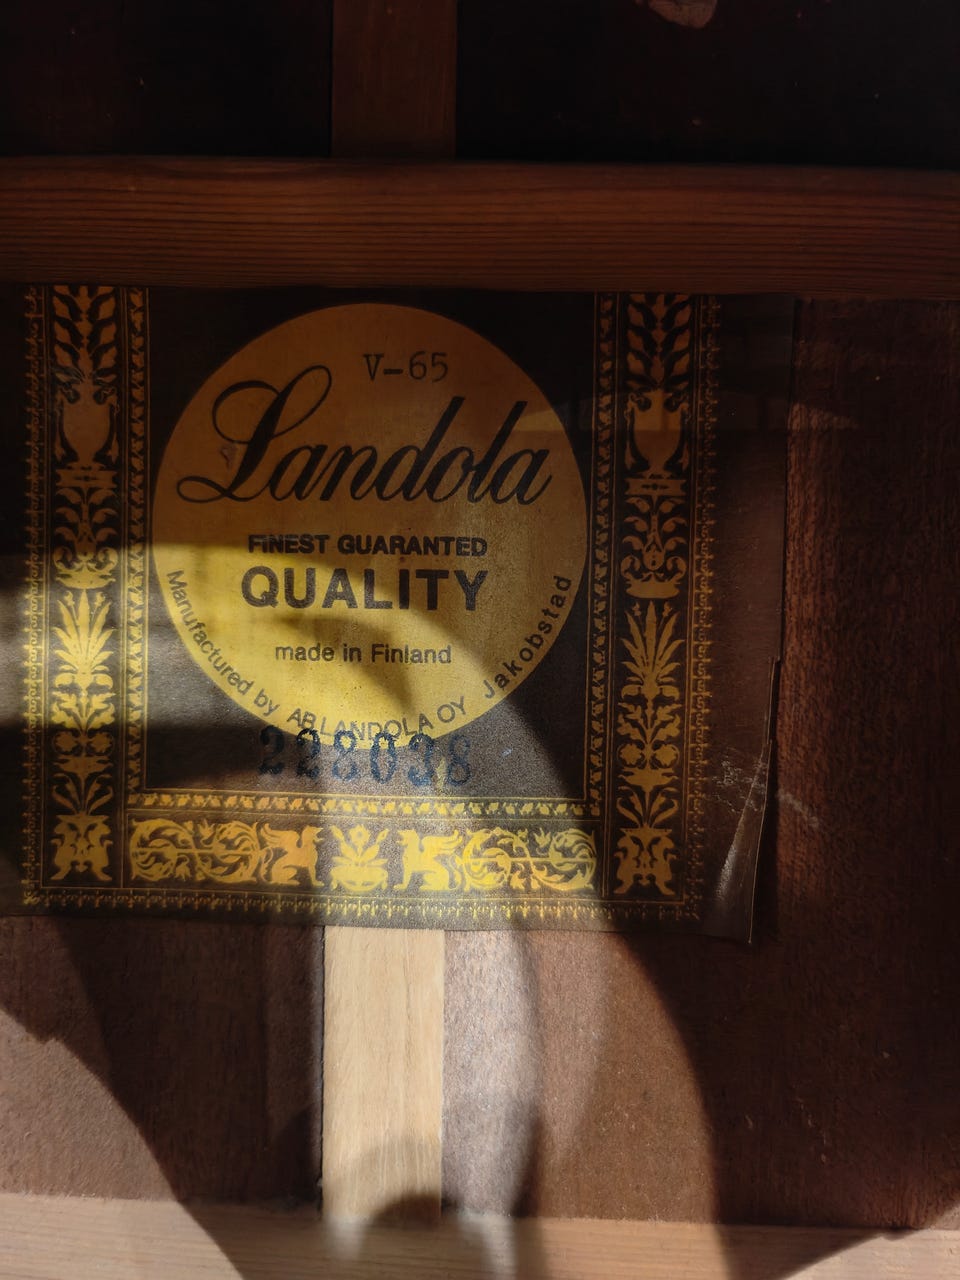 V-65
Landola
FINEST GUARANTED
QUALITY
made in Finland
Manufactured by AB LANDOLA OY Jakobstad
228038